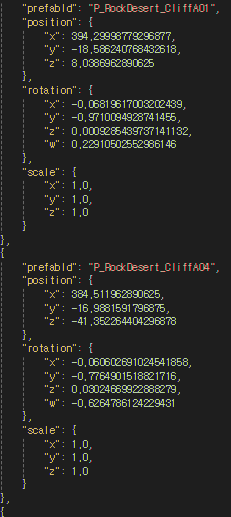 "prefabId": "P_RockDesert_CliffA01",
"position": {
"x": 394.29998779296877,
"y": -18.586240768432618,
"z": 8.0386962890625
},
"rotation": {
"x": -0.06819617003202439,
"y": -0.9710094928741455,
"z": 0.0009285439737141132,
"w": 0.22910502552986146
},
"scale": {
"x": 1.0,
"y": 1.0,
"z": 1.0
}
},
{
"prefabId": "P_RockDesert_CliffA04",
"position": {
"x": 384.511962890625,
"y": -16.9881591796875,
"z": -41.352264404296878
},
"rotation": {
"x": -0.060602691024541858,
"y": -0.7764901518821716,
"z": 0.03024669922888279,
"w": -0.6264786124229431
},
"scale": {
"x": 1.0,
"y": 1.0,
"z": 1.0
}
},
{